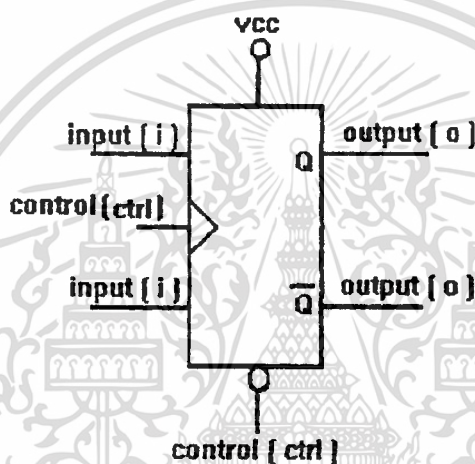 VCC
input (i)
output (o)
Q
control (ctrl)
input (i)
output (o)
Q̅
control (ctrl)